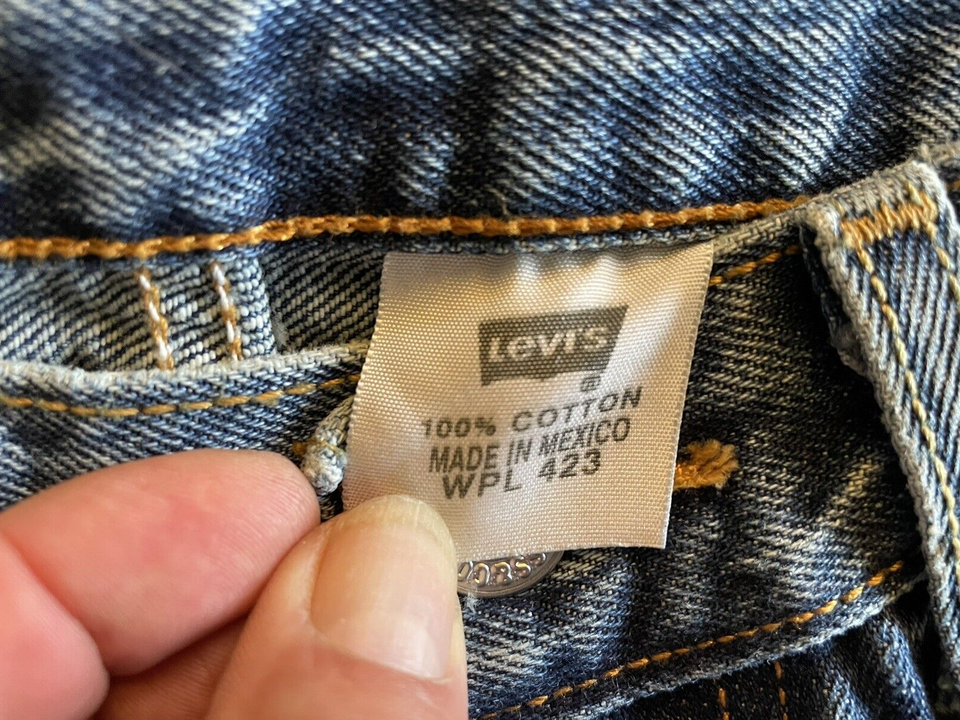 Levi's
®
100% COTTON
MADE IN MEXICO
WPL 423